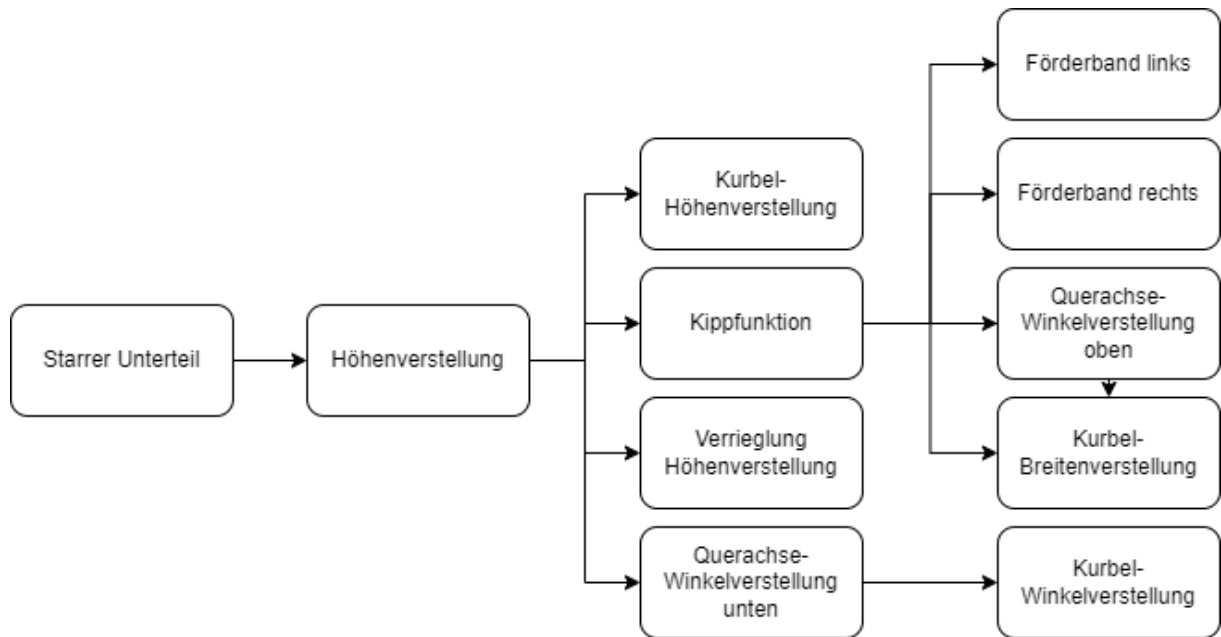 Starrer Unterteil
Höhenverstellung
Kurbel-
Höhenverstellung
Kippfunktion
Verrieglung
Höhenverstellung
Querachse-
Winkelverstellung
unten
Förderband links
Förderband rechts
Querachse-
Winkelverstellung
oben
Kurbel-
Breitenverstellung
Kurbel-
Winkelverstellung